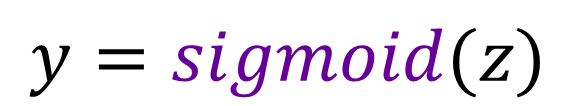 y = sigmoid(z)